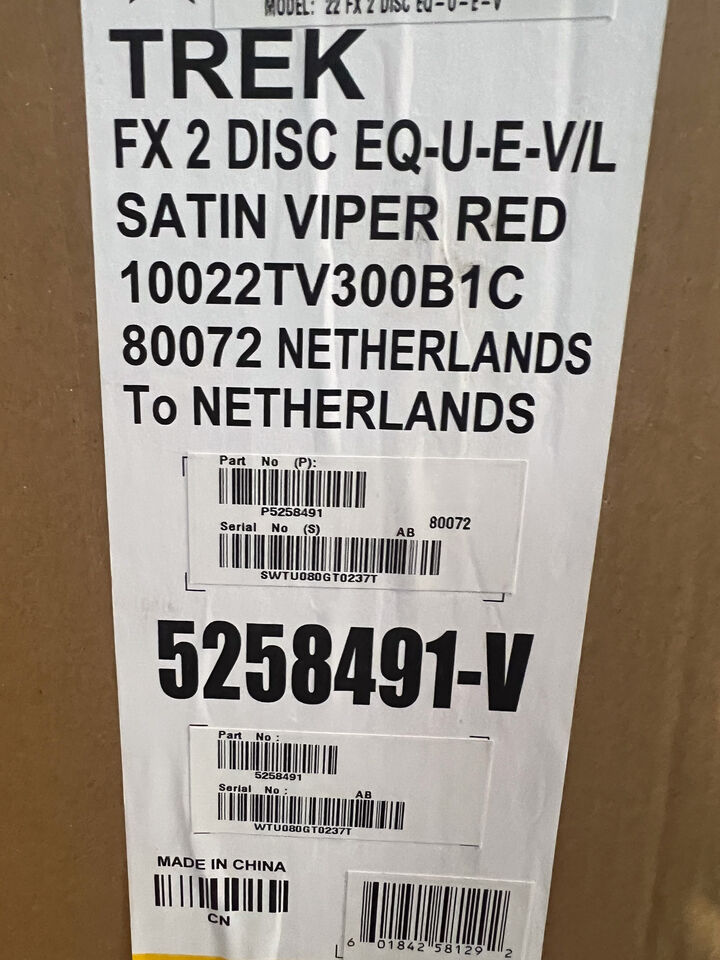 MODEL: 22 FX 2 DISC EQ-U-E-V
TREK
FX 2 DISC EQ-U-E-V/L
SATIN VIPER RED
10022TV300B1C
80072 NETHERLANDS
To NETHERLANDS
Part No (P):
P5258491
Serial No (S) AB 80072
SWTU080GT0237T
5258491-V
Part No :
5258491
Serial No : AB
WTU080GT0237T
MADE IN CHINA
CN
6 01842 58129 2